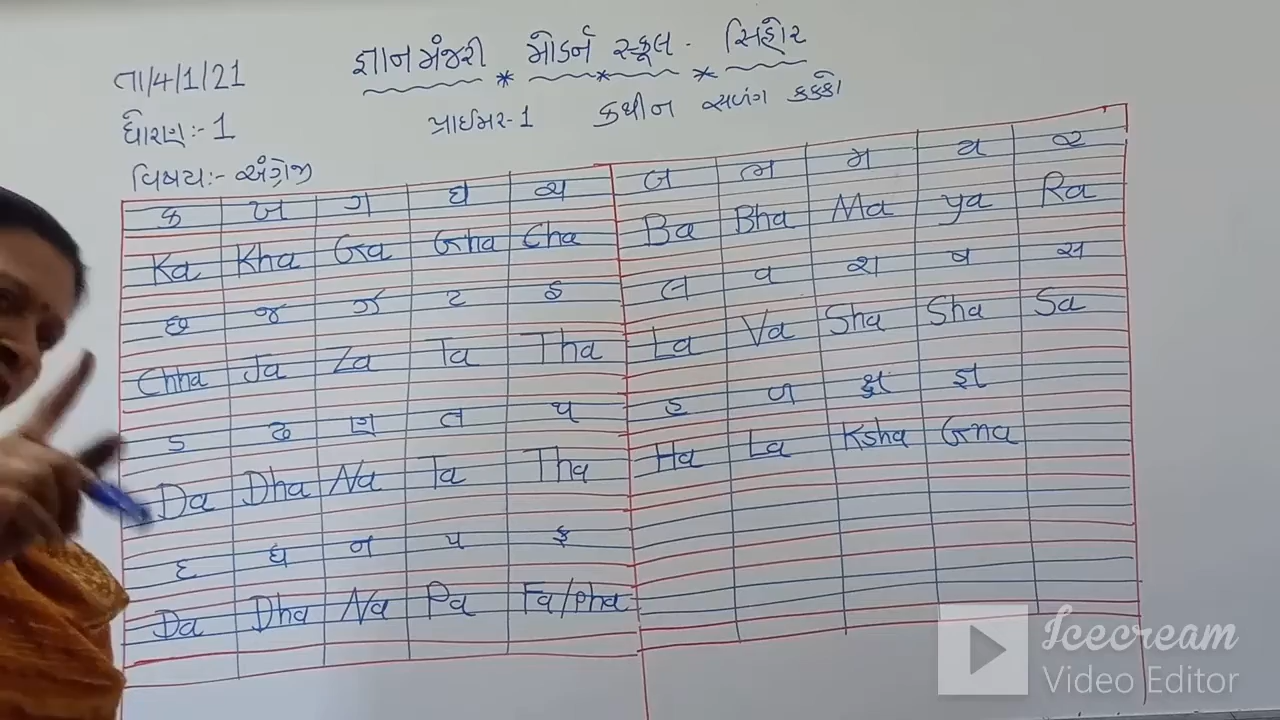 જ્ઞાનમંજરી * મોડર્ન * સ્કૂલ - * સિહોર
તા/4/1/21
ધોરણ:- 1
પ્રાઈમર-1 સળંગ કક્કો
વિષય:- અંગ્રેજી
ક ખ ગ ઘ ચ
Ka Kha Ga Gha Cha
છ જ ઝ ટ ઠ
Chha Ja Za Ta Tha
ડ ઢ ણ ત થ
Da Dha Na Ta Tha
દ ધ ન પ ફ
Da Dha Na Pa Fa/pha
બ ભ મ ય ર
Ba Bha Ma ya Ra
લ વ શ ષ સ
La Va Sha Sha Sa
હ ળ ક્ષ જ્ઞ
Ha La Ksha Gna
Icecream
Video Editor